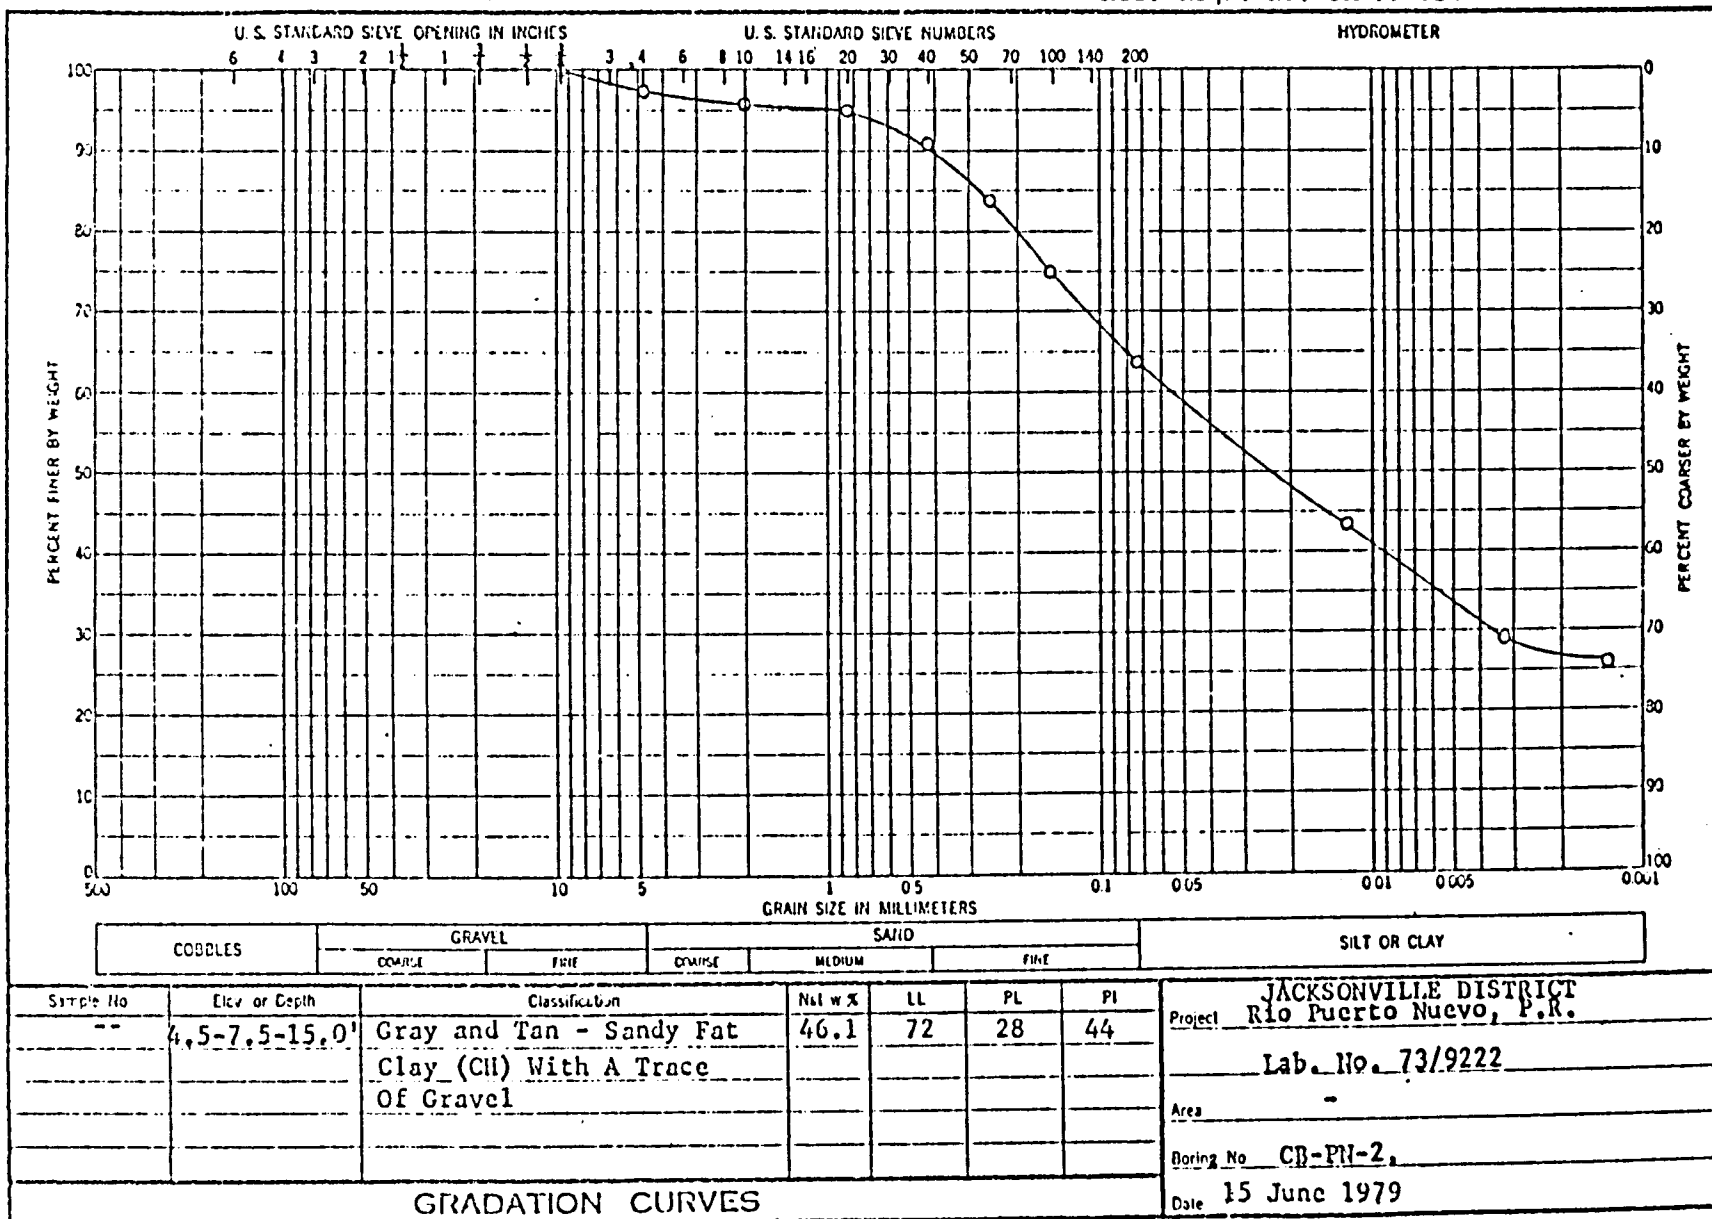 U. S. STANDARD SIEVE OPENING IN INCHES
U. S. STANDARD SIEVE NUMBERS
HYDROMETER
6 4 3 2 1½ 1 ¾ ½ 3 4 6 8 10 14 16 20 30 40 50 70 100 140 200
100
90
80
70
60
50
40
30
20
10
0
PERCENT FINER BY WEIGHT
0
10
20
30
40
50
60
70
80
90
100
PERCENT COARSER BY WEIGHT
500 100 50 10 5 1 0.5 0.1 0.05 0.01 0.005 0.001
GRAIN SIZE IN MILLIMETERS
COBBLES GRAVEL SAND SILT OR CLAY
COARSE FINE COARSE MEDIUM FINE
Sample No Elev or Depth Classification Nat w % LL PL PI
-- 4.5-7.5-15.0' Gray and Tan - Sandy Fat 46.1 72 28 44
Clay (CH) With A Trace
Of Gravel
JACKSONVILLE DISTRICT
Project Rio Puerto Nuevo, P.R.
Lab. No. 73/9222
Area -
Boring No CB-PN-2.
Date 15 June 1979
GRADATION CURVES